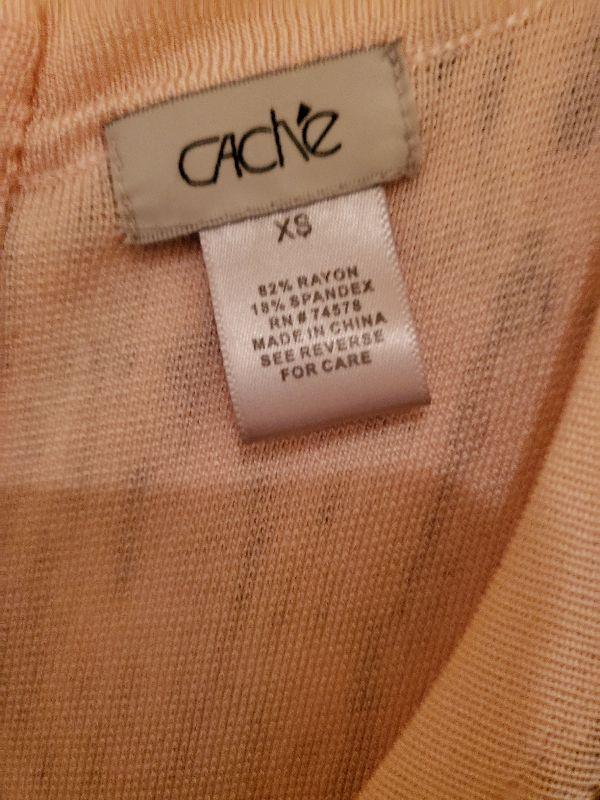 CACHÉ
XS
82% RAYON
18% SPANDEX
RN # 74578
MADE IN CHINA
SEE REVERSE
FOR CARE